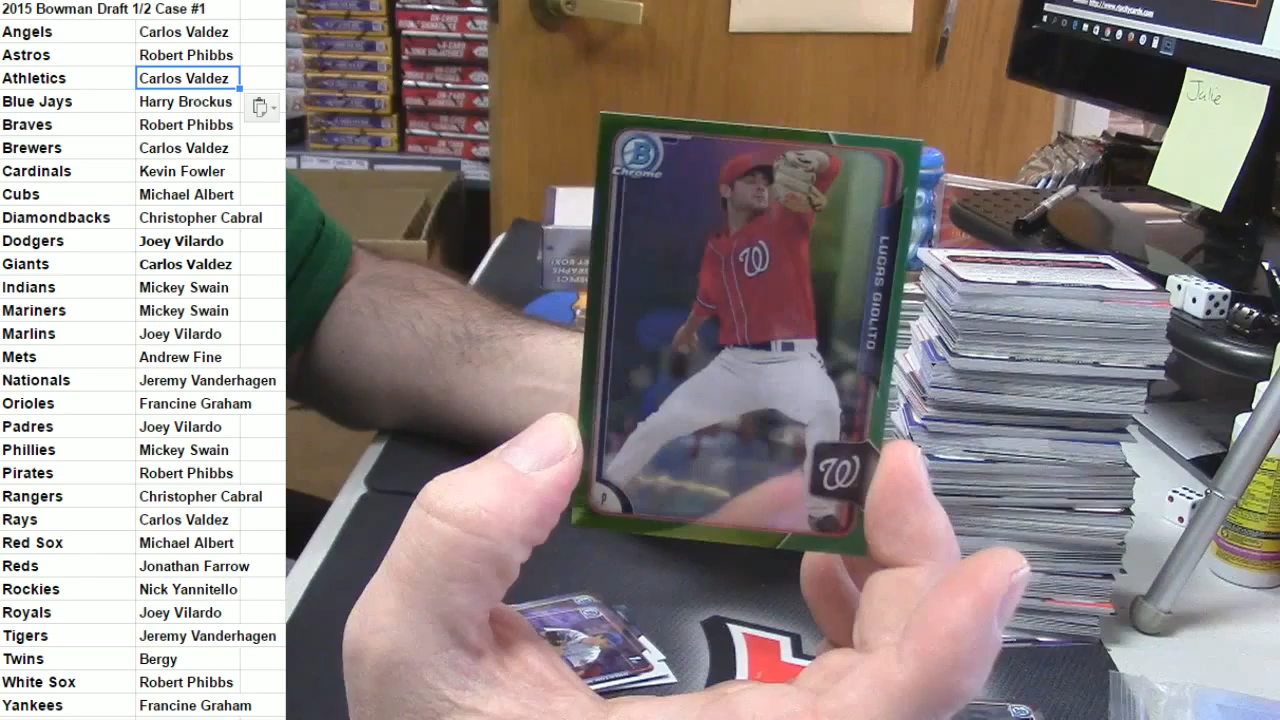 2015 Bowman Draft 1/2 Case #1
Angels Carlos Valdez
Astros Robert Phibbs
Athletics Carlos Valdez
Blue Jays Harry Brockus
Braves Robert Phibbs
Brewers Carlos Valdez
Cardinals Kevin Fowler
Cubs Michael Albert
Diamondbacks Christopher Cabral
Dodgers Joey Vilardo
Giants Carlos Valdez
Indians Mickey Swain
Mariners Mickey Swain
Marlins Joey Vilardo
Mets Andrew Fine
Nationals Jeremy Vanderhagen
Orioles Francine Graham
Padres Joey Vilardo
Phillies Mickey Swain
Pirates Robert Phibbs
Rangers Christopher Cabral
Rays Carlos Valdez
Red Sox Michael Albert
Reds Jonathan Farrow
Rockies Nick Yannitello
Royals Joey Vilardo
Tigers Jeremy Vanderhagen
Twins Bergy
White Sox Robert Phibbs
Yankees Francine Graham
B
Chrome
W
LUCAS GIOLITO
W
P
Julie